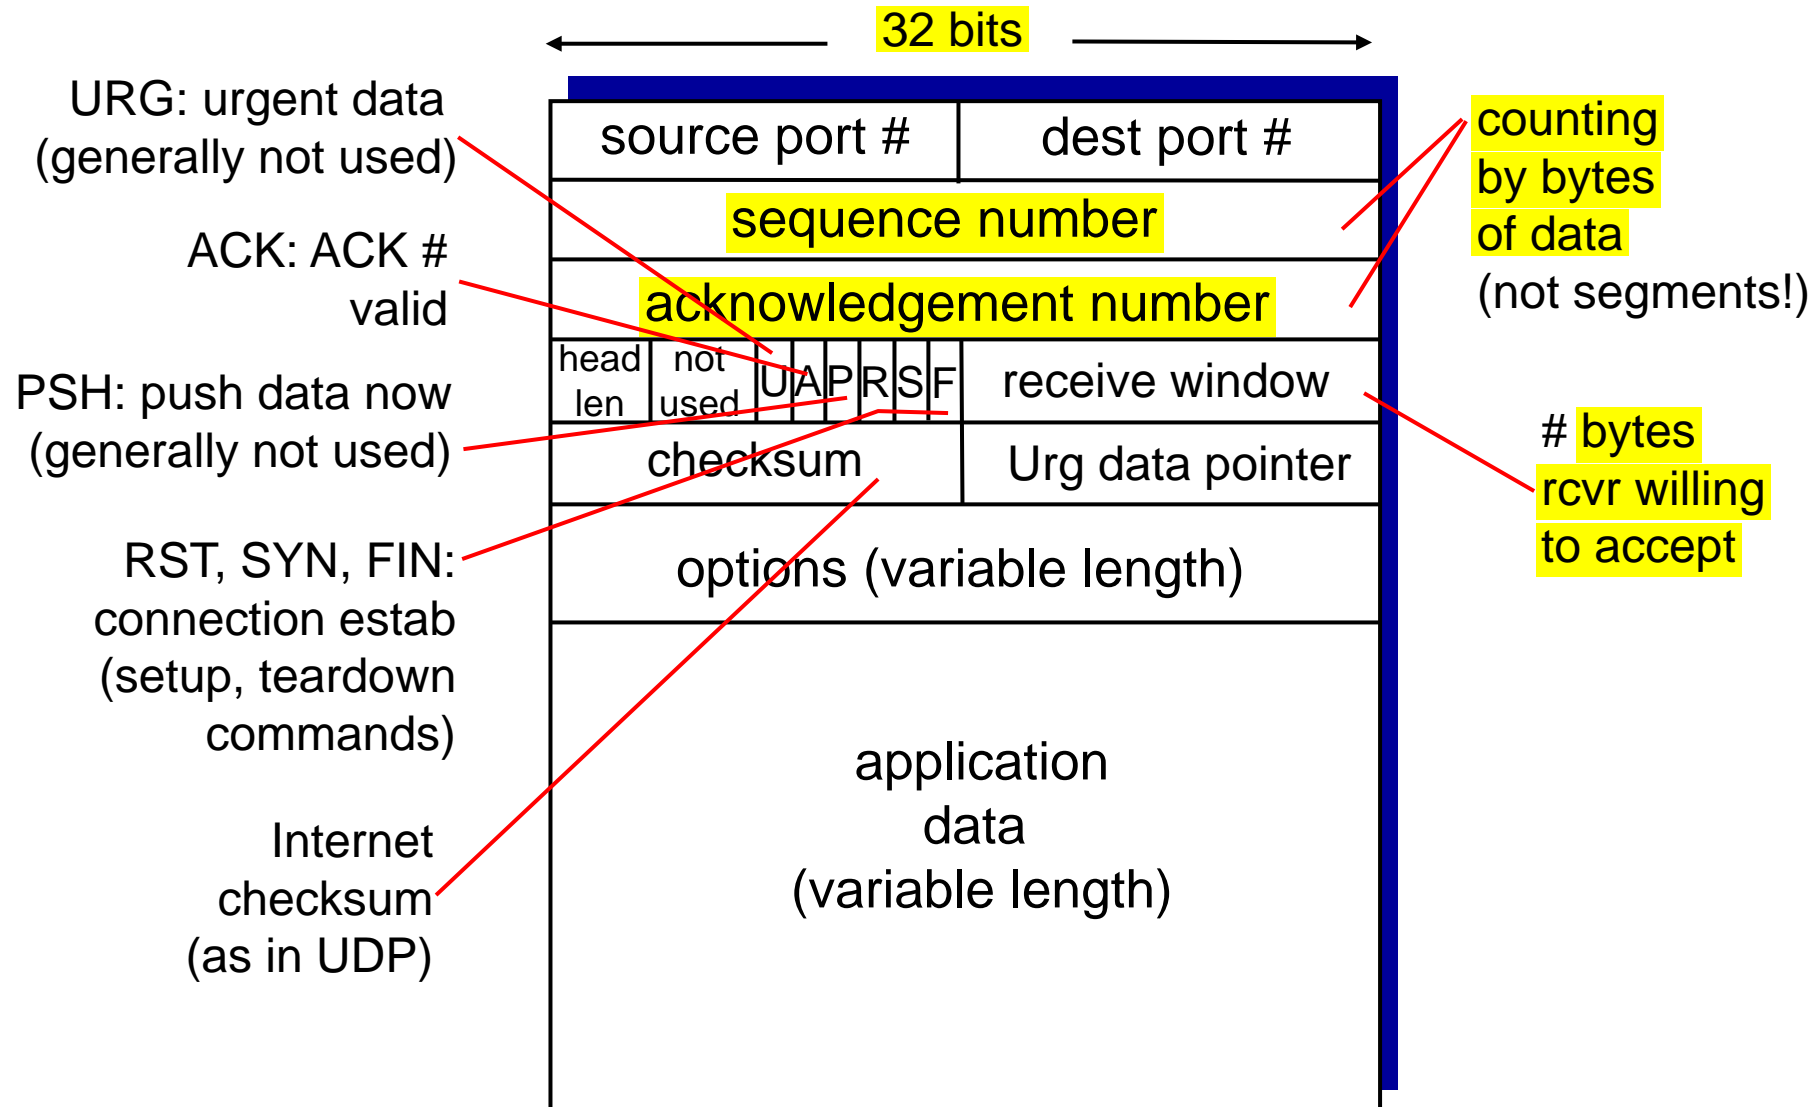 32 bits
URG: urgent data
(generally not used)
ACK: ACK #
valid
PSH: push data now
(generally not used)
RST, SYN, FIN:
connection estab
(setup, teardown
commands)
Internet
checksum
(as in UDP)
source port #
dest port #
sequence number
acknowledgement number
head
len
not
used
U A P R S F
receive window
checksum
Urg data pointer
options (variable length)
application
data
(variable length)
counting
by bytes
of data
(not segments!)
# bytes
rcvr willing
to accept